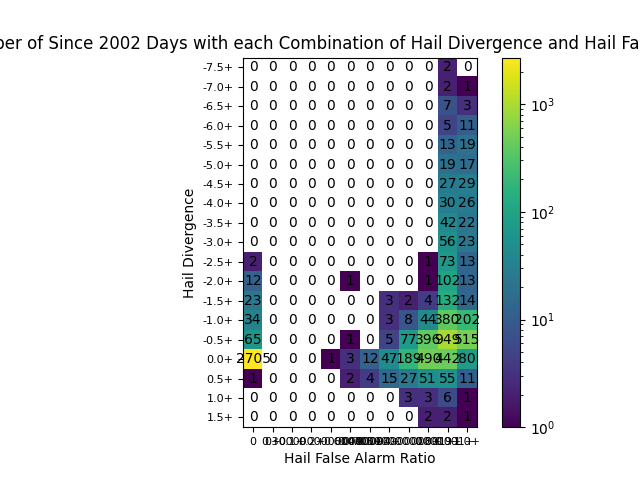 ber of Since 2002 Days with each Combination of Hail Divergence and Hail Fa
-7.5+ 0 0 0 0 0 0 0 0 0 0 2 0
-7.0+ 0 0 0 0 0 0 0 0 0 0 2 1
-6.5+ 0 0 0 0 0 0 0 0 0 0 7 3
-6.0+ 0 0 0 0 0 0 0 0 0 0 5 11
-5.5+ 0 0 0 0 0 0 0 0 0 0 13 19
-5.0+ 0 0 0 0 0 0 0 0 0 0 19 17
-4.5+ 0 0 0 0 0 0 0 0 0 0 27 29
-4.0+ 0 0 0 0 0 0 0 0 0 0 30 26
-3.5+ 0 0 0 0 0 0 0 0 0 0 42 22
-3.0+ 0 0 0 0 0 0 0 0 0 0 56 23
-2.5+ 2 0 0 0 0 0 0 0 0 1 73 13
-2.0+ 12 0 0 0 0 1 0 0 0 1 102 13
-1.5+ 23 0 0 0 0 0 0 3 2 4 132 14
-1.0+ 34 0 0 0 0 0 0 3 8 44 380 202
-0.5+ 65 0 0 0 0 1 0 5 77 396 949 515
0.0+ 2705 0 0 1 3 12 47 189 490 442 80
0.5+ 1 0 0 0 0 2 4 15 27 51 55 11
1.0+ 0 0 0 0 0 0 0 0 3 3 6 1
1.5+ 0 0 0 0 0 0 0 0 0 2 2 1
0
Hail False Alarm Ratio
Hail Divergence
10³
10²
10¹
10⁰